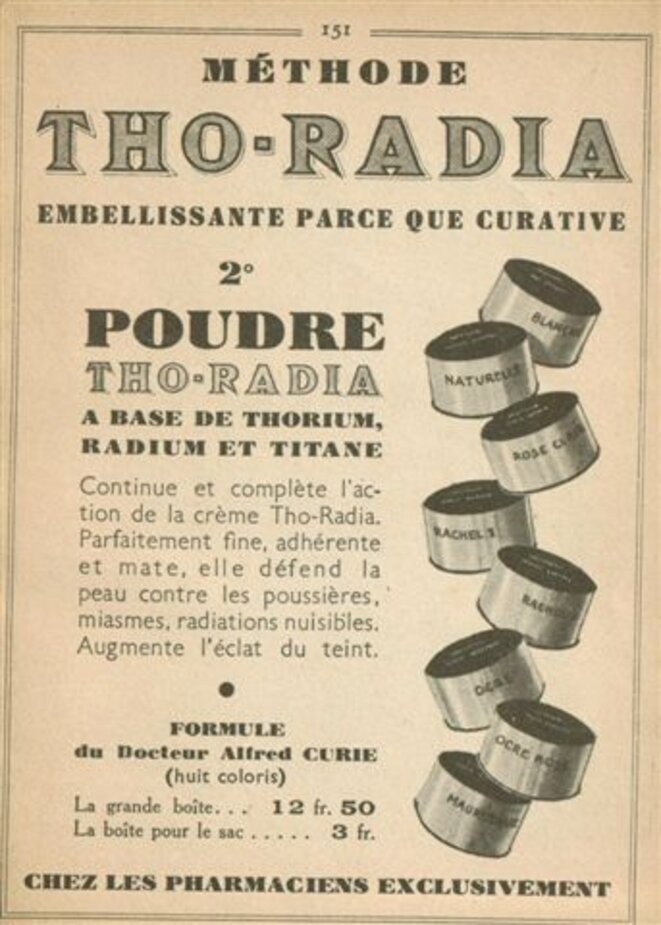 151
MÉTHODE
THO-RADIA
EMBELLISSANTE PARCE QUE CURATIVE
2°
POUDRE
THO-RADIA
A BASE DE THORIUM,
RADIUM ET TITANE
Continue et complète l'ac-
tion de la crème Tho-Radia.
Parfaitement fine, adhérente
et mate, elle défend la
peau contre les poussières,
miasmes, radiations nuisibles.
Augmente l'éclat du teint.
FORMULE
du Docteur Alfred CURIE
(huit coloris)
La grande boîte... 12 fr. 50
La boîte pour le sac..... 3 fr.
BLANCHE
NATURELLE
ROSE CLAIR
RACHEL
OCRE
OCRE ROSE
CHEZ LES PHARMACIENS EXCLUSIVEMENT